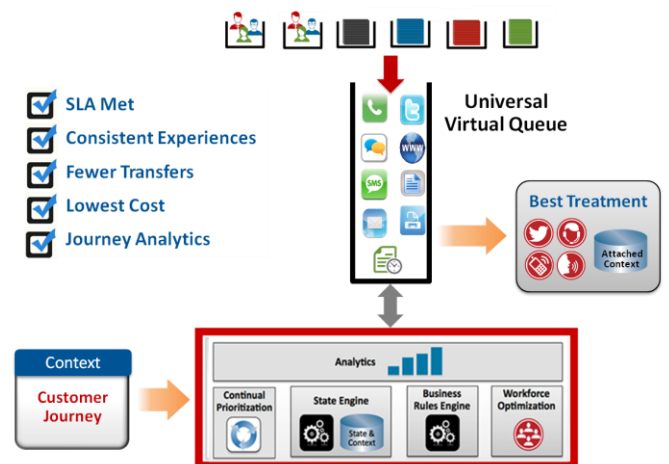 Universal
Virtual Queue
SLA Met
Consistent Experiences
Fewer Transfers
Lowest Cost
Journey Analytics
WWW
SMS
Best Treatment
Attached
Context
Context
Customer
Journey
Analytics
Continual
Prioritization
State Engine
State &
Context
Business
Rules Engine
Workforce
Optimization